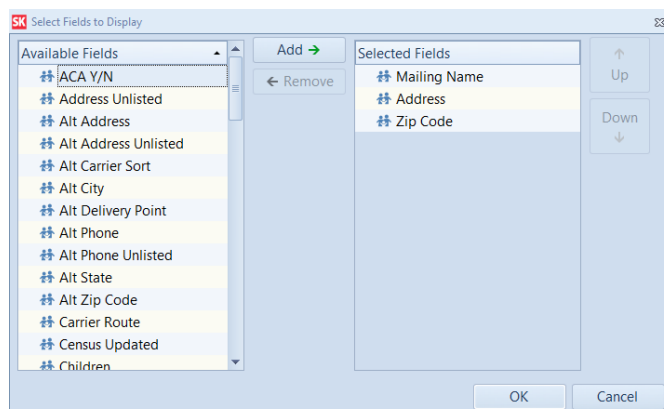 SK Select Fields to Display
Available Fields
ACA Y/N
Address Unlisted
Alt Address
Alt Address Unlisted
Alt Carrier Sort
Alt City
Alt Delivery Point
Alt Phone
Alt Phone Unlisted
Alt State
Alt Zip Code
Carrier Route
Census Updated
Children
Add
Remove
Selected Fields
Mailing Name
Address
Zip Code
Up
Down
OK
Cancel